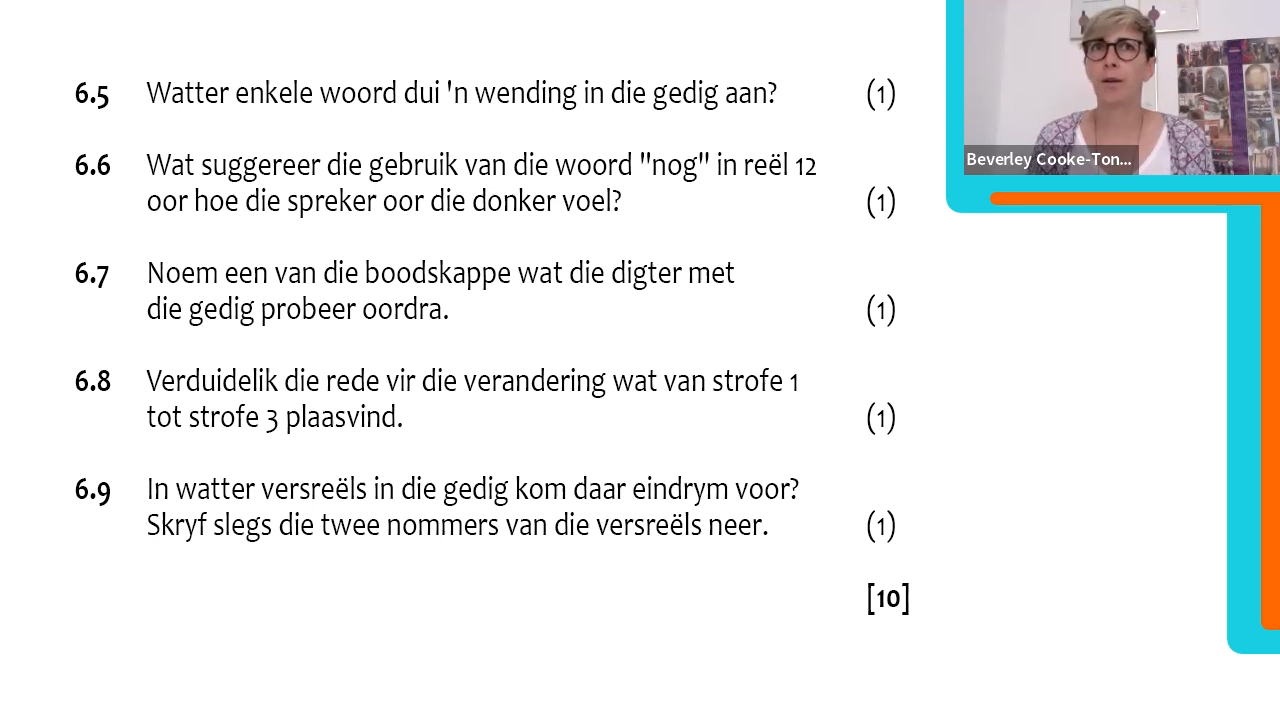 6.5 Watter enkele woord dui 'n wending in die gedig aan? (1)
6.6 Wat suggereer die gebruik van die woord "nog" in reël 12
oor hoe die spreker oor die donker voel? (1)
6.7 Noem een van die boodskappe wat die digter met
die gedig probeer oordra. (1)
6.8 Verduidelik die rede vir die verandering wat van strofe 1
tot strofe 3 plaasvind. (1)
6.9 In watter versreëls in die gedig kom daar eindrym voor?
Skryf slegs die twee nommers van die versreëls neer. (1)
[10]
Beverley Cooke-Ton...